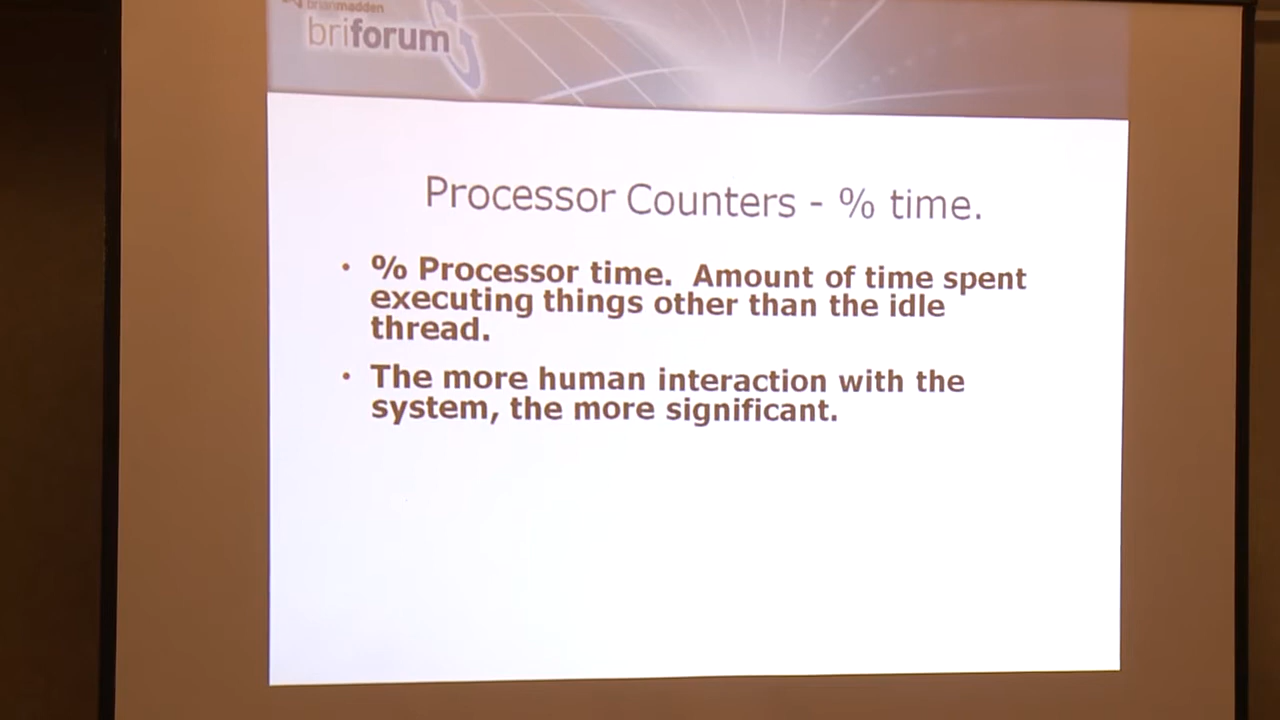 brianmadden
briforum
Processor Counters - % time.
• % Processor time.  Amount of time spent
executing things other than the idle
thread.
• The more human interaction with the
system, the more significant.